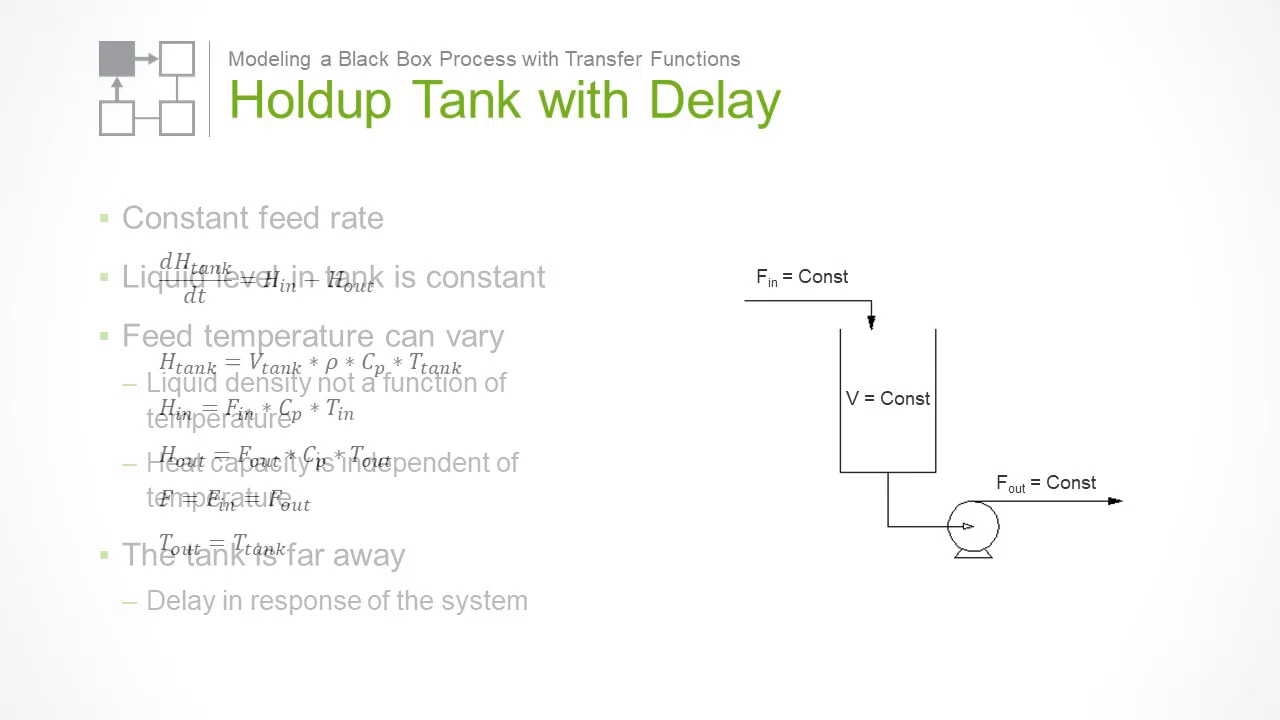 Modeling a Black Box Process with Transfer Functions
Holdup Tank with Delay
▪ Constant feed rate
▪ Liquid level in tank is constant
▪ Feed temperature can vary
– Liquid density not a function of
temperature
– Heat capacity is independent of
temperature
▪ The tank is far away
– Delay in response of the system
dH_tank/dt = H_in − H_out
H_tank = V_tank * ρ * C_p * T_tank
H_in = F_in * C_p * T_in
H_out = F_out * C_p * T_out
F = F_in = F_out
T_out = T_tank
F_in = Const
V = Const
F_out = Const